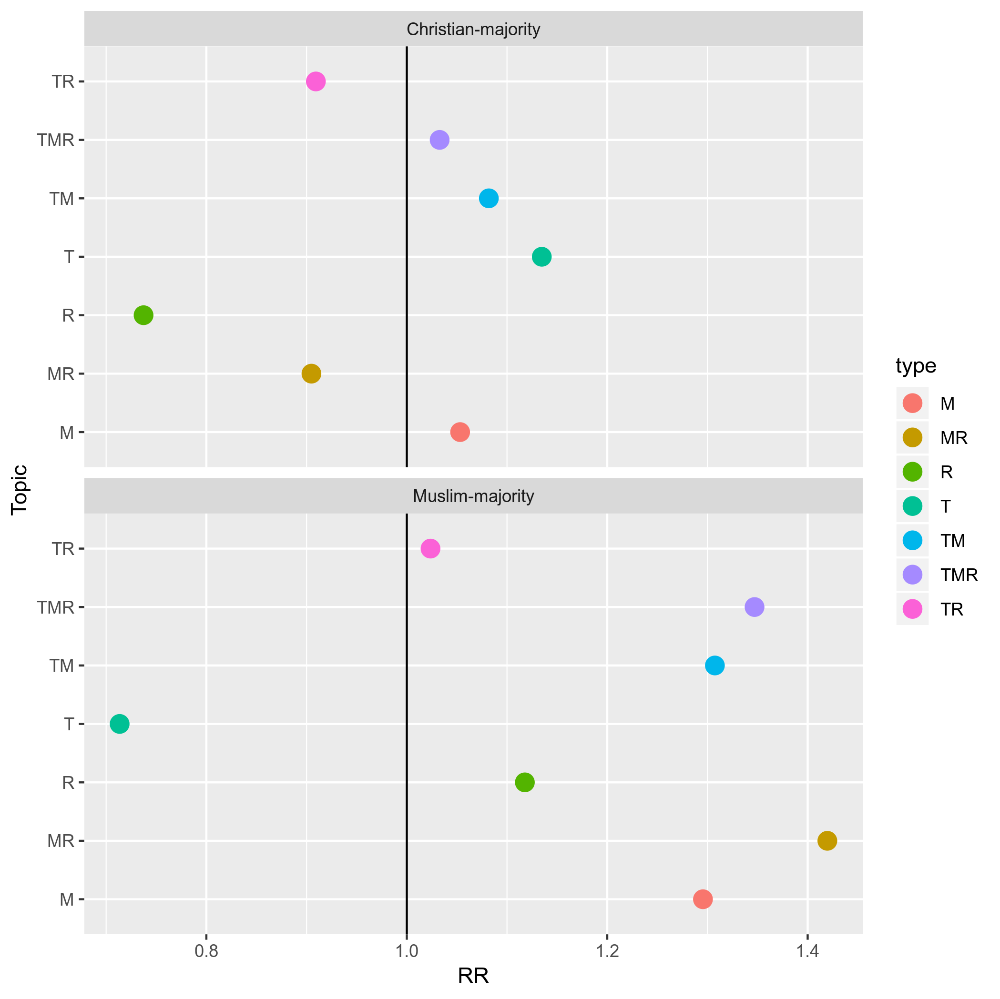 Christian-majority
TR
TMR
TM
T
R
MR
M
Topic
Muslim-majority
TR
TMR
TM
T
R
MR
M
0.8 1.0 1.2 1.4
RR
type
M
MR
R
T
TM
TMR
TR